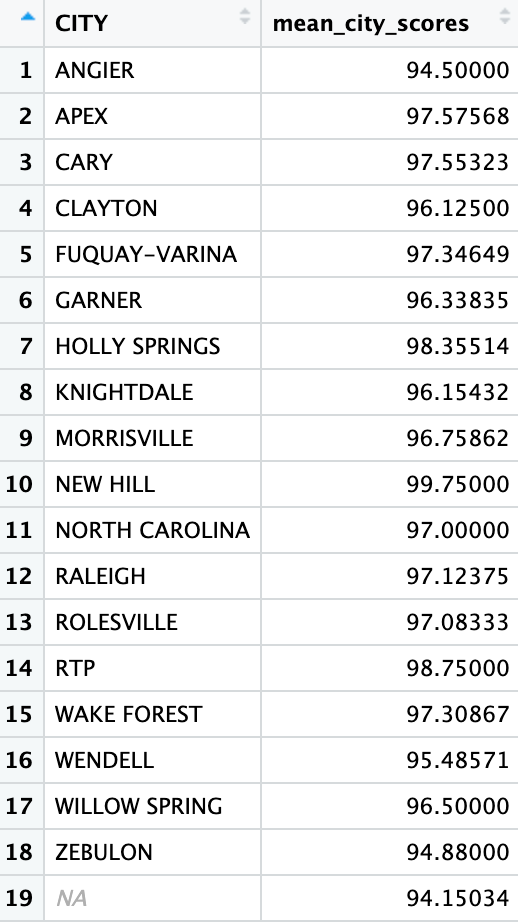 CITY mean_city_scores
1 ANGIER 94.50000
2 APEX 97.57568
3 CARY 97.55323
4 CLAYTON 96.12500
5 FUQUAY–VARINA 97.34649
6 GARNER 96.33835
7 HOLLY SPRINGS 98.35514
8 KNIGHTDALE 96.15432
9 MORRISVILLE 96.75862
10 NEW HILL 99.75000
11 NORTH CAROLINA 97.00000
12 RALEIGH 97.12375
13 ROLESVILLE 97.08333
14 RTP 98.75000
15 WAKE FOREST 97.30867
16 WENDELL 95.48571
17 WILLOW SPRING 96.50000
18 ZEBULON 94.88000
19 NA 94.15034